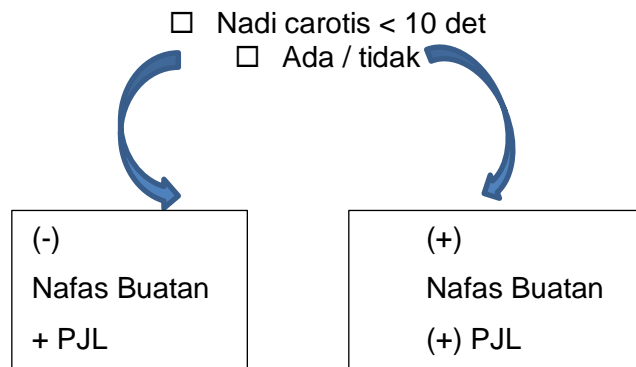 □ Nadi carotis < 10 det
□ Ada / tidak
(-)
Nafas Buatan
+ PJL
(+)
Nafas Buatan
(+) PJL